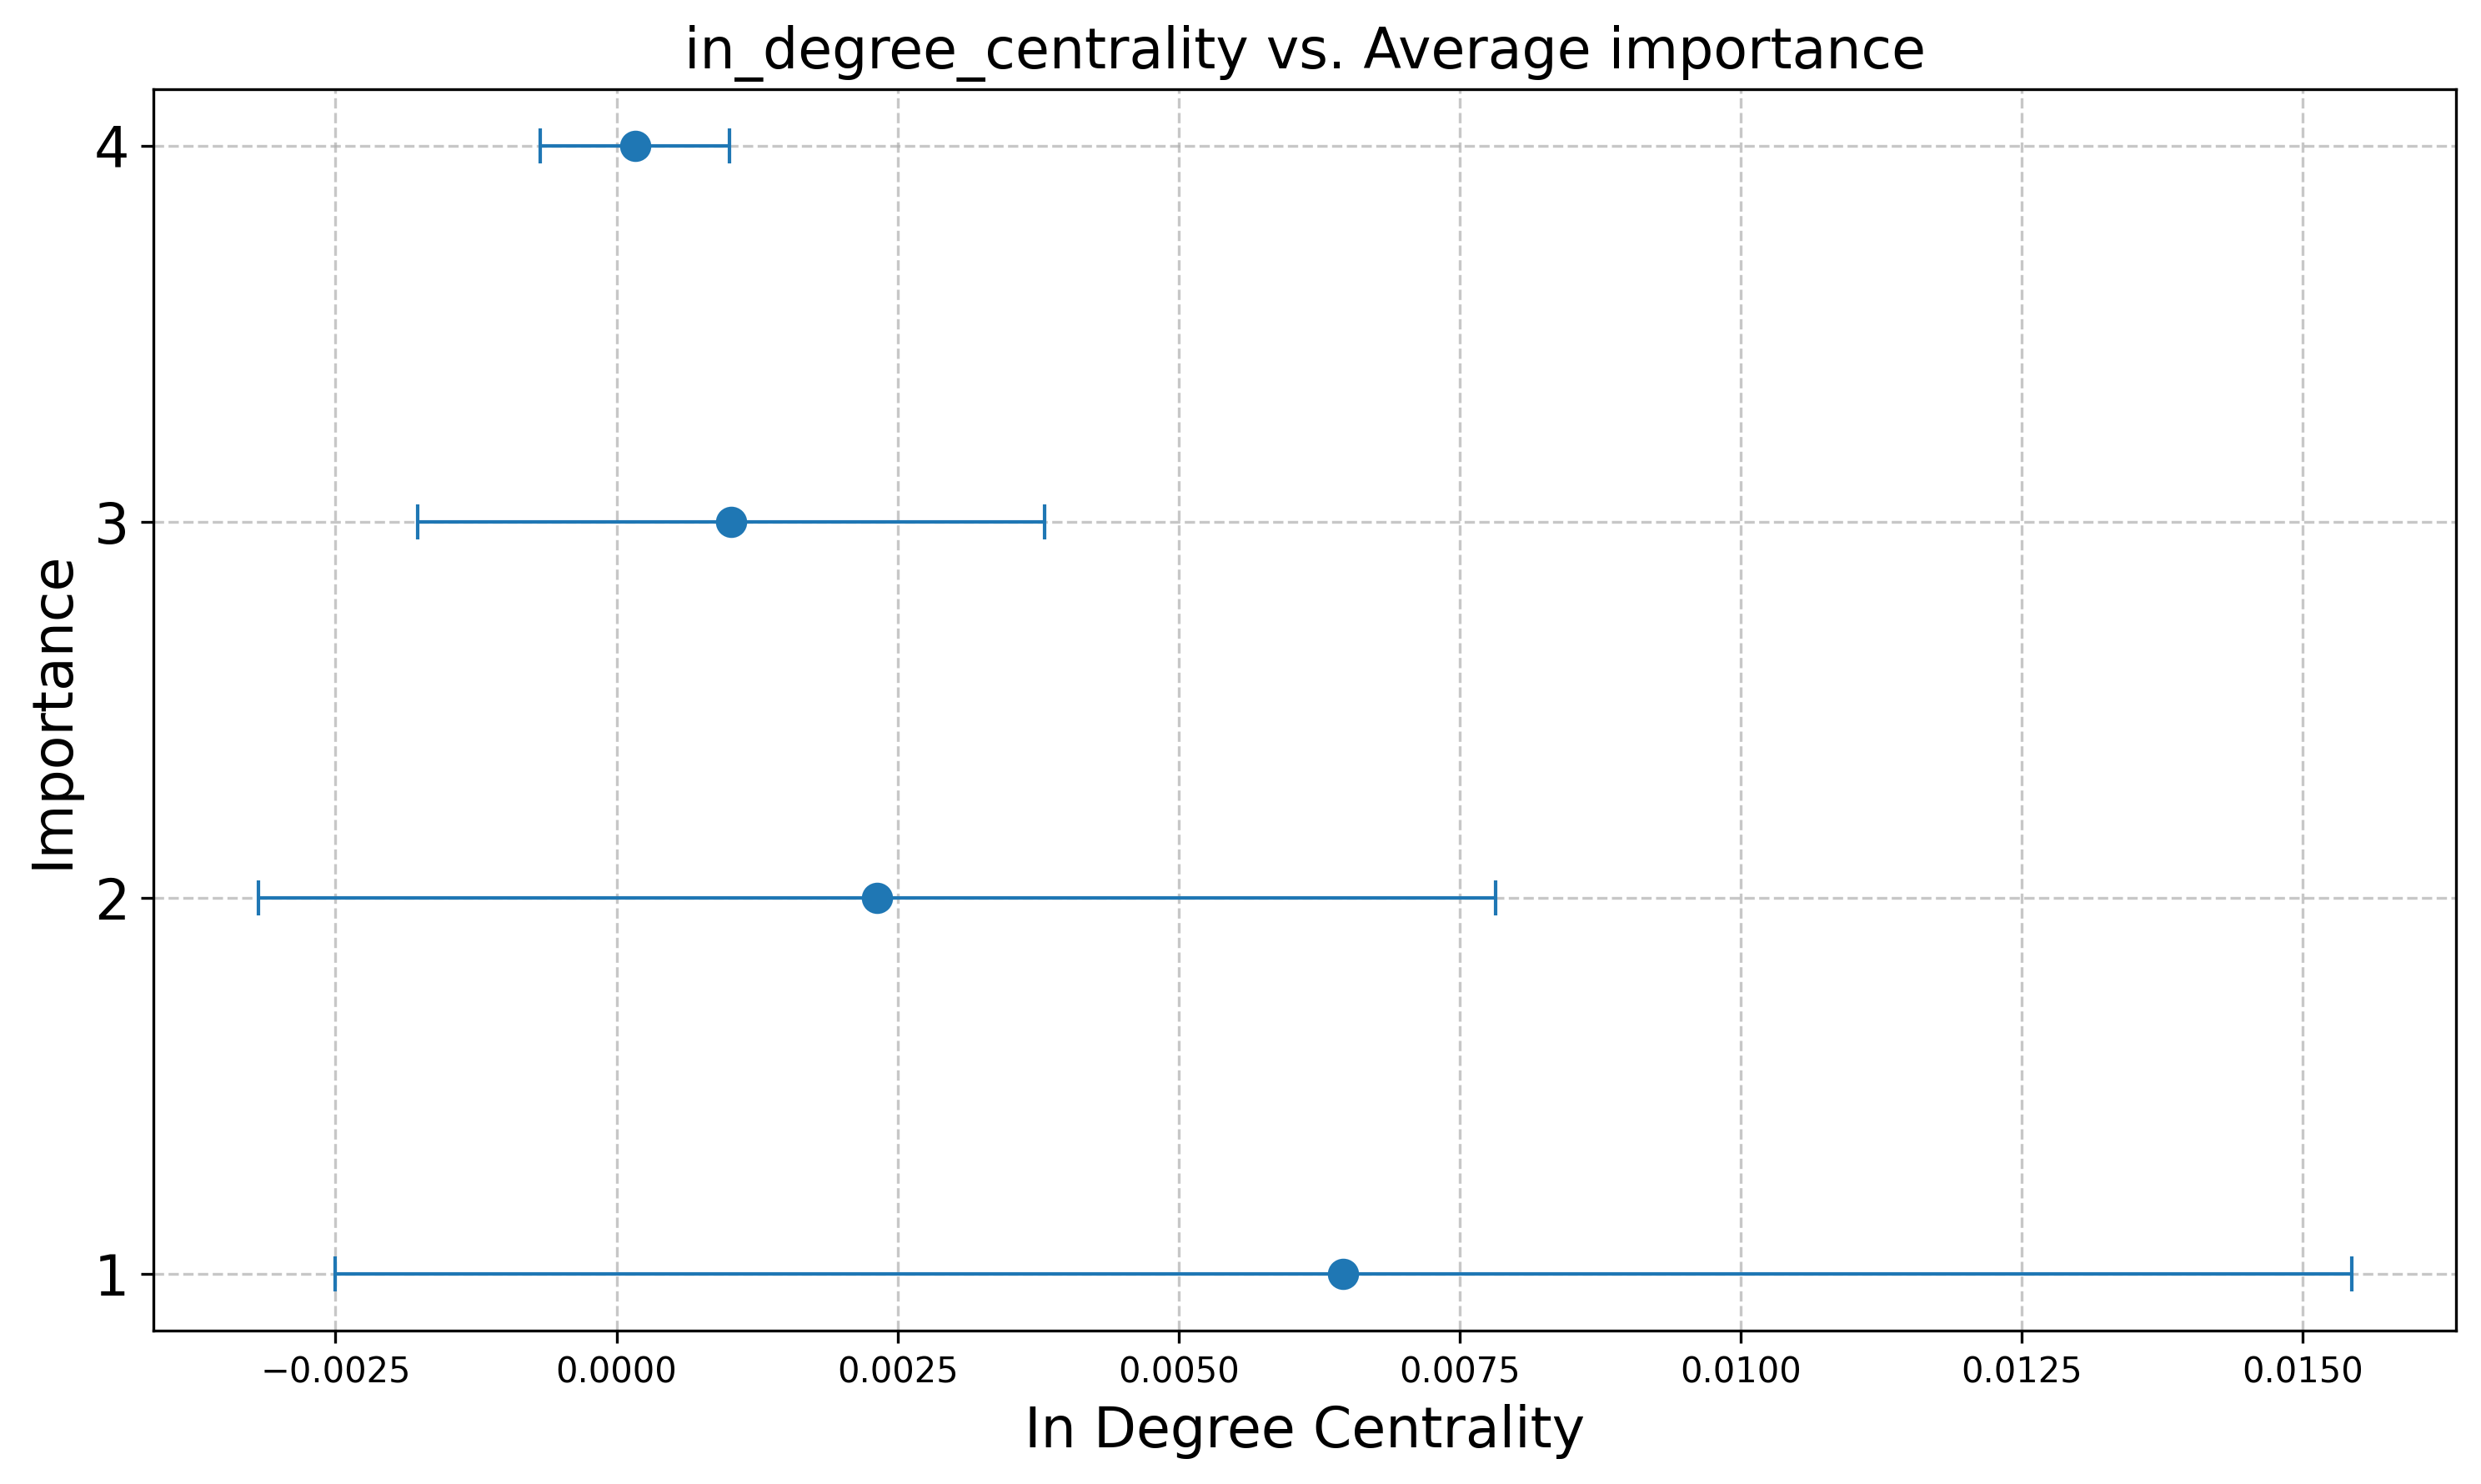 in_degree_centrality vs. Average importance
4
3
2
1
Importance
−0.0025 0.0000 0.0025 0.0050 0.0075 0.0100 0.0125 0.0150
In Degree Centrality